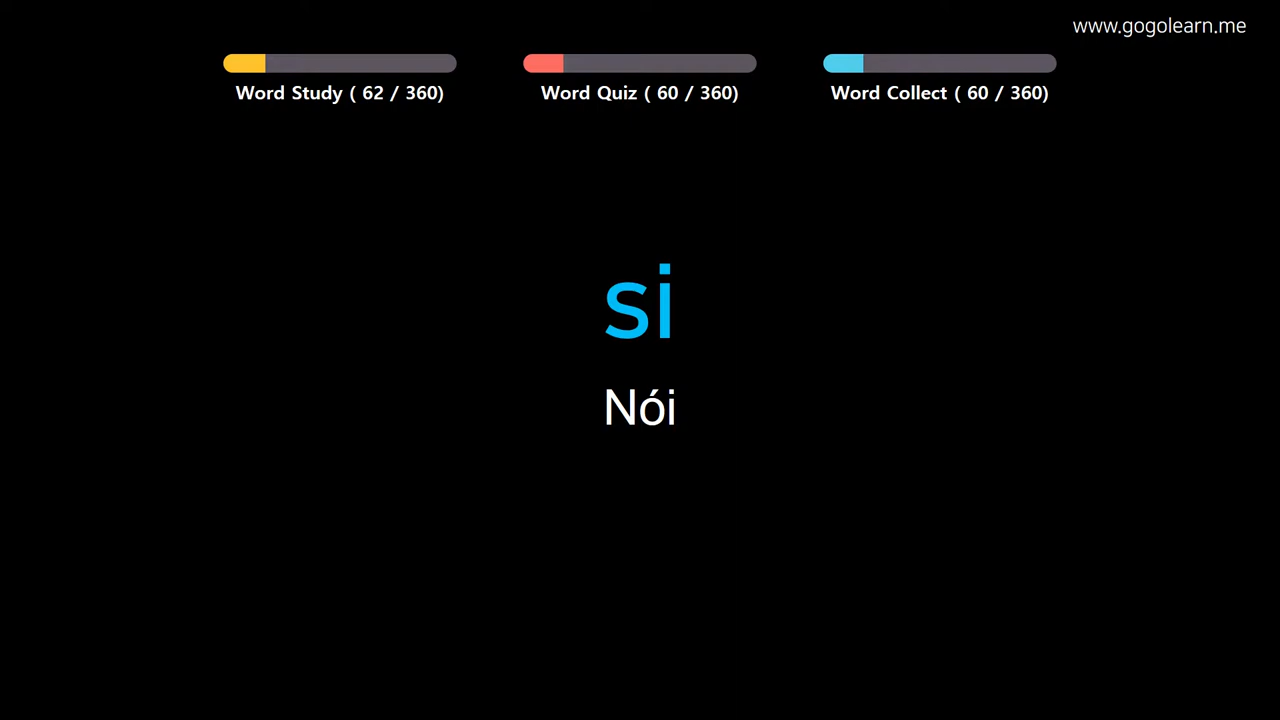 www.gogolearn.me
Word Study ( 62 / 360)
Word Quiz ( 60 / 360)
Word Collect ( 60 / 360)
si
Nói